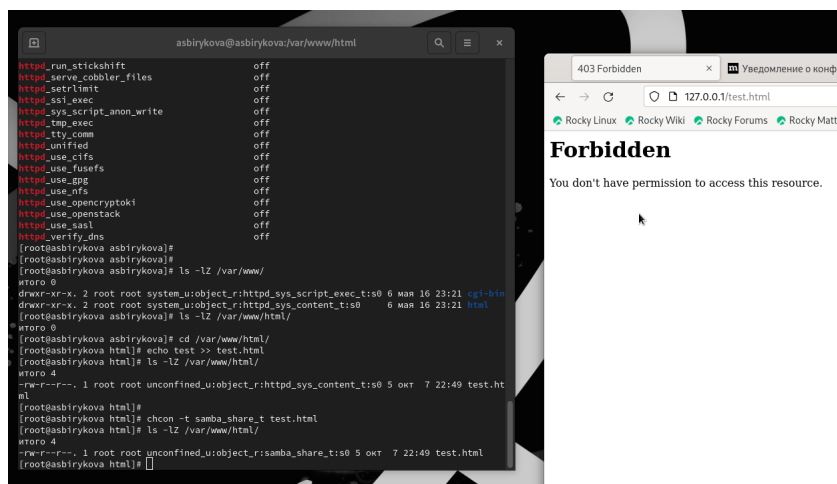 asbirykova@asbirykova:/var/www/html
httpd_run_stickshift off
httpd_serve_cobbler_files off
httpd_setrlimit off
httpd_ssi_exec off
httpd_sys_script_anon_write off
httpd_tmp_exec off
httpd_tty_comm off
httpd_unified off
httpd_use_cifs off
httpd_use_fusefs off
httpd_use_gpg off
httpd_use_nfs off
httpd_use_opencryptoki off
httpd_use_openstack off
httpd_use_sasl off
httpd_verify_dns off
[root@asbirykova asbirykova]#
[root@asbirykova asbirykova]#
[root@asbirykova asbirykova]# ls -lZ /var/www/
итого 0
drwxr-xr-x. 2 root root system_u:object_r:httpd_sys_script_exec_t:s0 6 мая 16 23:21 cgi-bin
drwxr-xr-x. 2 root root system_u:object_r:httpd_sys_content_t:s0 6 мая 16 23:21 html
[root@asbirykova asbirykova]# ls -lZ /var/www/html/
итого 0
[root@asbirykova asbirykova]# cd /var/www/html/
[root@asbirykova html]# echo test >> test.html
[root@asbirykova html]# ls -lZ /var/www/html/
итого 4
-rw-r--r--. 1 root root unconfined_u:object_r:httpd_sys_content_t:s0 5 окт 7 22:49 test.ht
ml
[root@asbirykova html]#
[root@asbirykova html]# chcon -t samba_share_t test.html
[root@asbirykova html]# ls -lZ /var/www/html/
итого 4
-rw-r--r--. 1 root root unconfined_u:object_r:samba_share_t:s0 5 окт 7 22:49 test.html
[root@asbirykova html]#
403 Forbidden
m Уведомление о конф
127.0.0.1/test.html
Rocky Linux Rocky Wiki Rocky Forums Rocky Matt
Forbidden
You don't have permission to access this resource.